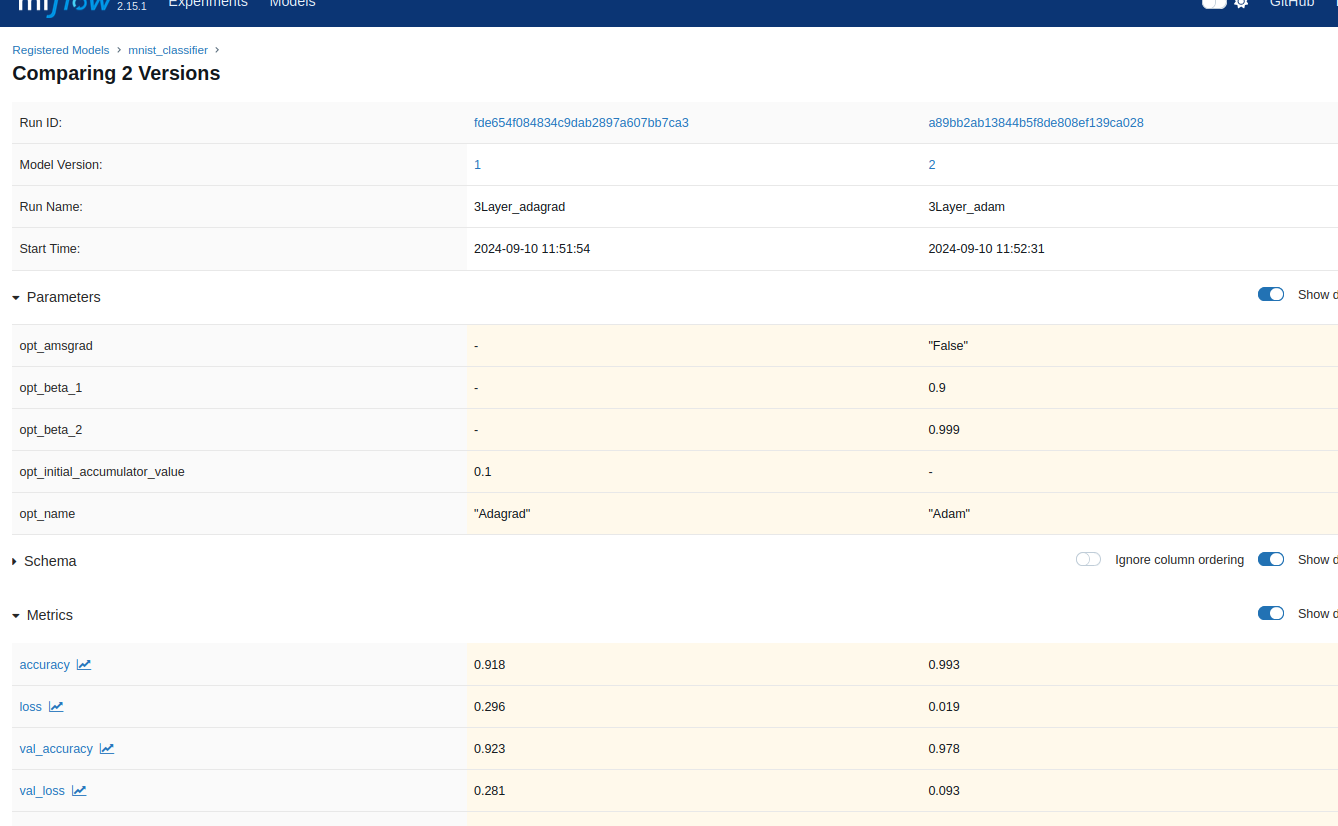 mlflow 2.15.1 Experiments Models GitHub
Registered Models › mnist_classifier ›
Comparing 2 Versions
Run ID: fde654f084834c9dab2897a607bb7ca3 a89bb2ab13844b5f8de808ef139ca028
Model Version: 1 2
Run Name: 3Layer_adagrad 3Layer_adam
Start Time: 2024-09-10 11:51:54 2024-09-10 11:52:31
Parameters Show d
opt_amsgrad - "False"
opt_beta_1 - 0.9
opt_beta_2 - 0.999
opt_initial_accumulator_value 0.1 -
opt_name "Adagrad" "Adam"
Schema Ignore column ordering Show d
Metrics Show d
accuracy 0.918 0.993
loss 0.296 0.019
val_accuracy 0.923 0.978
val_loss 0.281 0.093